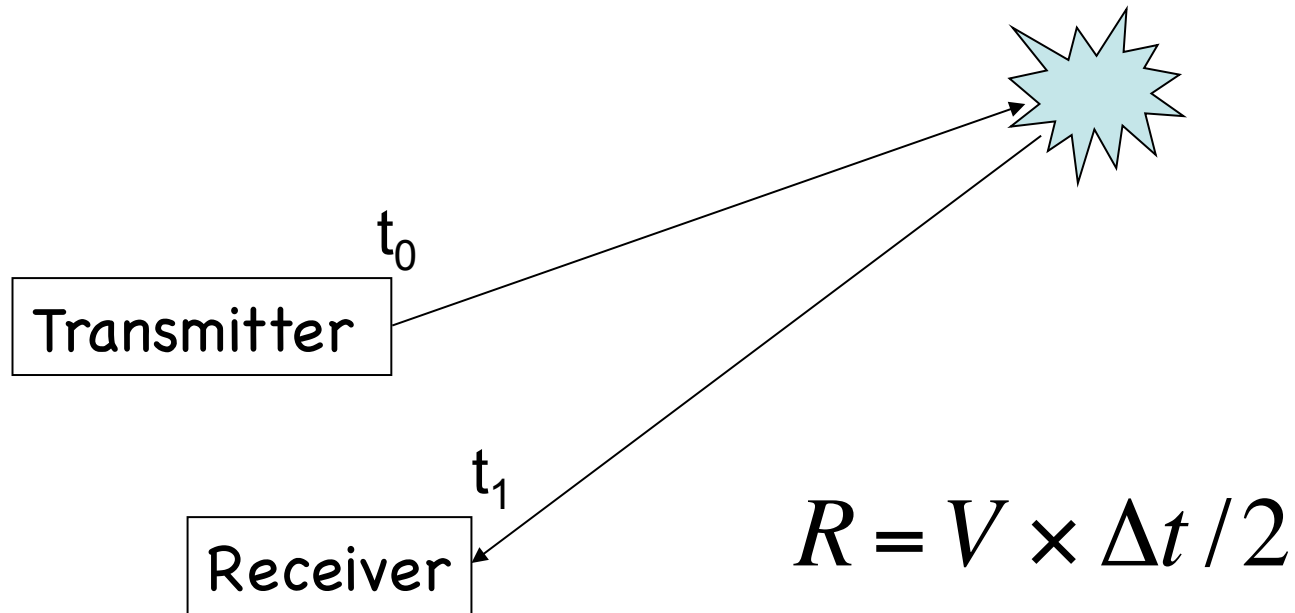 t₀
Transmitter
t₁
Receiver
R = V × Δt / 2